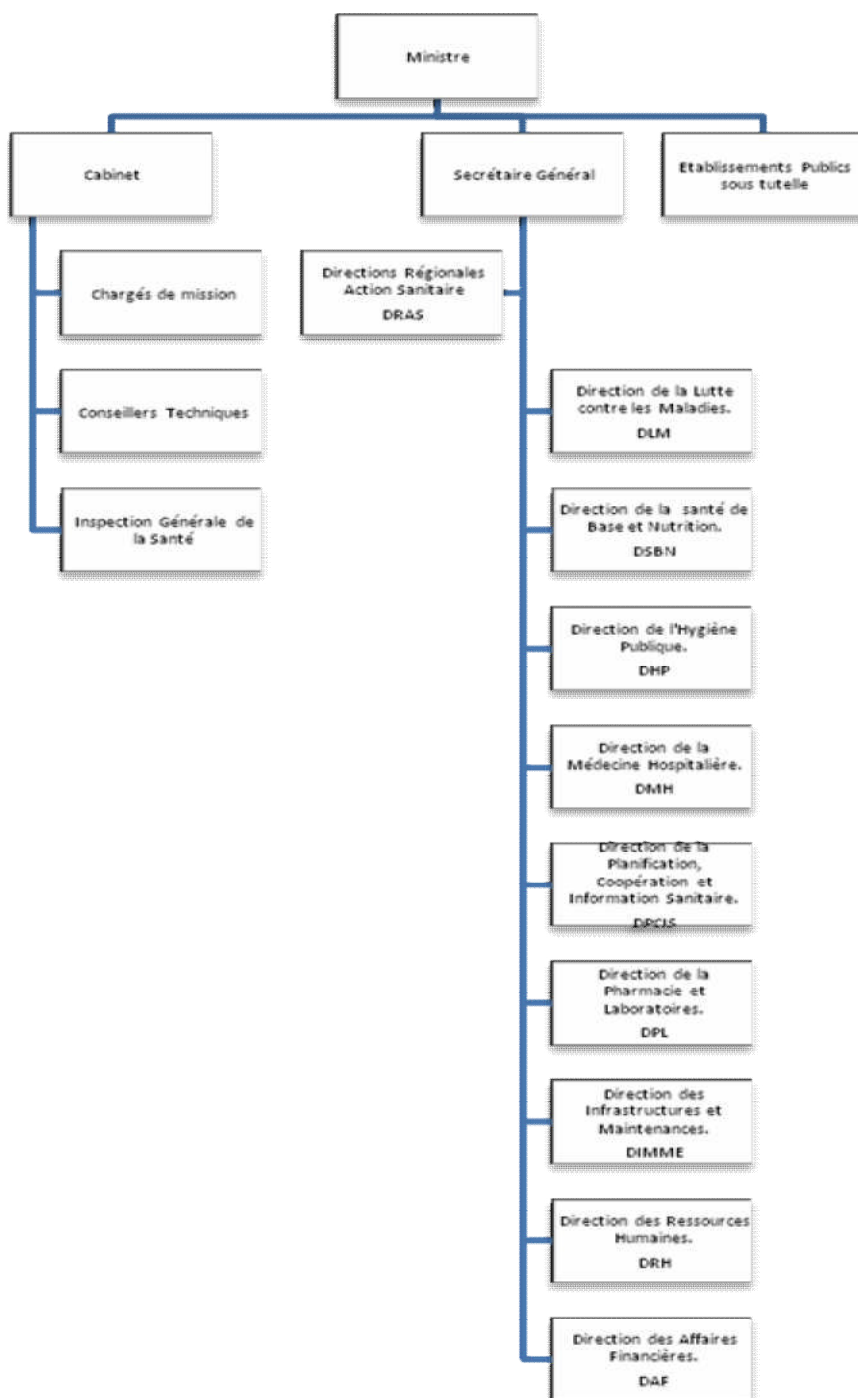 Ministre
Cabinet
Secrétaire Général
Etablissements Publics
sous tutelle
Chargés de mission
Directions Régionales
Action Sanitaire
DRAS
Conseillers Techniques
Direction de la Lutte
contre les Maladies.
DLM
Inspection Générale de
la Santé
Direction de la santé de
Base et Nutrition.
DSBN
Direction de l'Hygiène
Publique.
DHP
Direction de la
Médecine Hospitalière.
DMH
Direction de la
Planification,
Coopération et
Information Sanitaire.
DPCIS
Direction de la
Pharmacie et
Laboratoires.
DPL
Direction des
Infrastructures et
Maintenances.
DIMME
Direction des Ressources
Humaines.
DRH
Direction des Affaires
Financières.
DAF